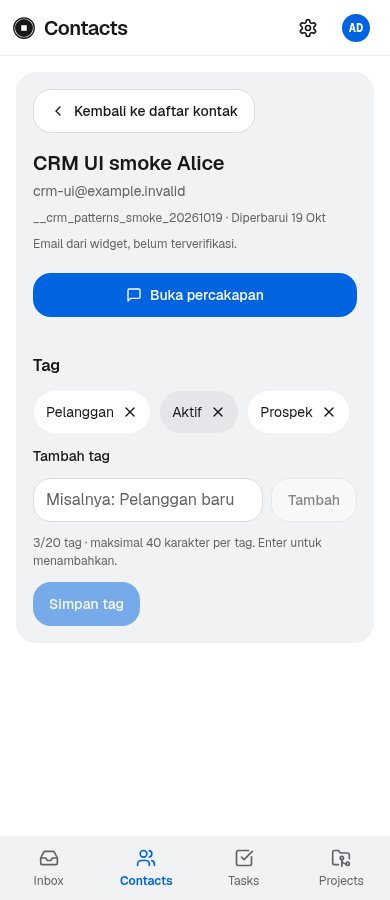 Contacts
AD
Kembali ke daftar kontak
CRM UI smoke Alice
crm-ui@example.invalid
__crm_patterns_smoke_20261019 · Diperbarui 19 Okt
Email dari widget, belum terverifikasi.
Buka percakapan
Tag
Pelanggan
Aktif
Prospek
Tambah tag
Misalnya: Pelanggan baru
Tambah
3/20 tag · maksimal 40 karakter per tag. Enter untuk
menambahkan.
Simpan tag
Inbox
Contacts
Tasks
Projects